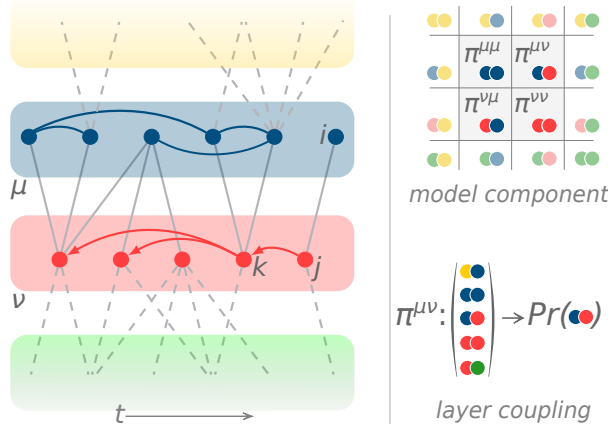 i
μ
k
j
ν
t
π^μμ π^μν
π^νμ π^νν
model component
π^μν: → Pr( )
layer coupling